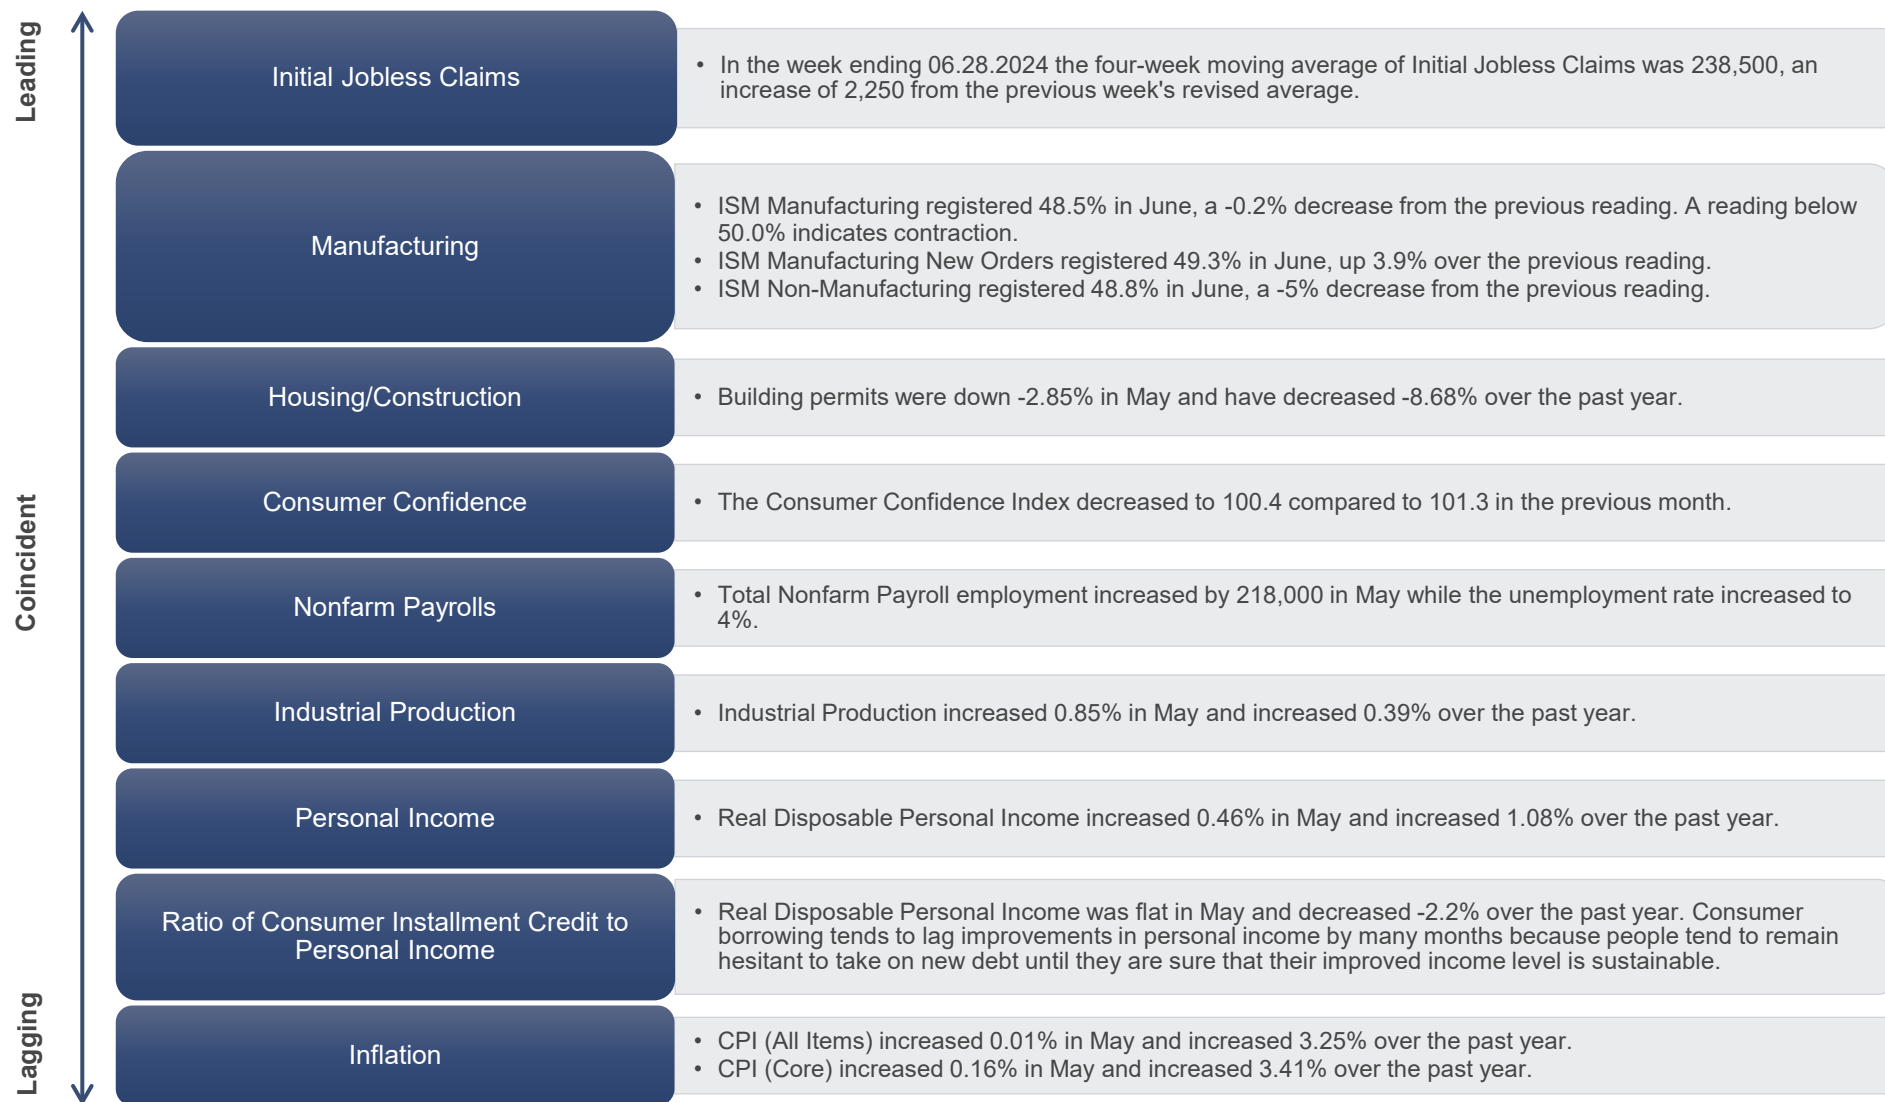 Leading
Initial Jobless Claims
• In the week ending 06.28.2024 the four-week moving average of Initial Jobless Claims was 238,500, an
increase of 2,250 from the previous week's revised average.
Manufacturing
• ISM Manufacturing registered 48.5% in June, a -0.2% decrease from the previous reading. A reading below
50.0% indicates contraction.
• ISM Manufacturing New Orders registered 49.3% in June, up 3.9% over the previous reading.
• ISM Non-Manufacturing registered 48.8% in June, a -5% decrease from the previous reading.
Housing/Construction
• Building permits were down -2.85% in May and have decreased -8.68% over the past year.
Coincident
Consumer Confidence
• The Consumer Confidence Index decreased to 100.4 compared to 101.3 in the previous month.
Nonfarm Payrolls
• Total Nonfarm Payroll employment increased by 218,000 in May while the unemployment rate increased to
4%.
Industrial Production
• Industrial Production increased 0.85% in May and increased 0.39% over the past year.
Personal Income
• Real Disposable Personal Income increased 0.46% in May and increased 1.08% over the past year.
Ratio of Consumer Installment Credit to
Personal Income
• Real Disposable Personal Income was flat in May and decreased -2.2% over the past year. Consumer
borrowing tends to lag improvements in personal income by many months because people tend to remain
hesitant to take on new debt until they are sure that their improved income level is sustainable.
Lagging
Inflation
• CPI (All Items) increased 0.01% in May and increased 3.25% over the past year.
• CPI (Core) increased 0.16% in May and increased 3.41% over the past year.